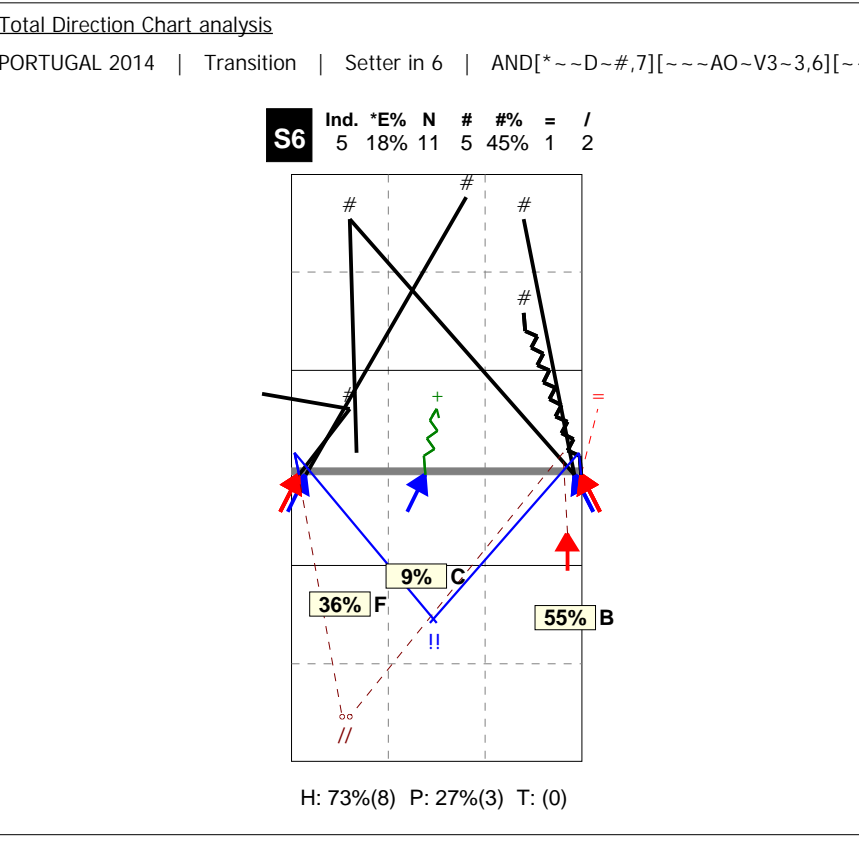 Total Direction Chart analysis
PORTUGAL 2014 | Transition | Setter in 6 | AND[*~~D~#,7][~~~AO~V3~3,6][~~
S6
Ind. *E% N # #% = /
5 18% 11 5 45% 1 2
#
# #
#
# + =
9% C
36% F
55% B
!!
//
H: 73%(8) P: 27%(3) T: (0)